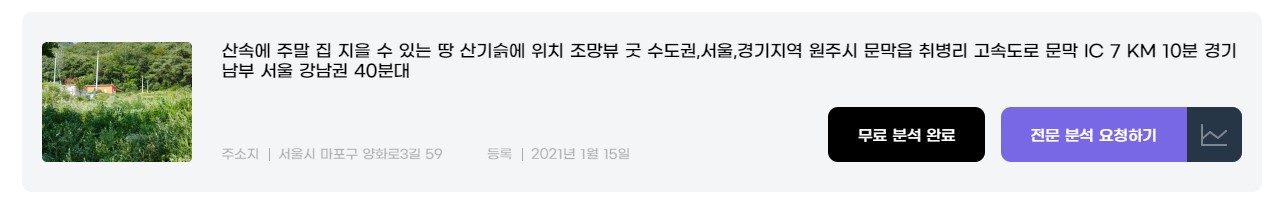 산속에 주말 집 지을 수 있는 땅 산기슭에 위치 조망뷰 굿 수도권,서울,경기지역 원주시 문막읍 취병리 고속도로 문막 IC 7 KM 10분 경기
남부 서울 강남권 40분대
무료 분석 완료
전문 분석 요청하기
주소지 | 서울시 마포구 양화로3길 59 등록 | 2021년 1월 15일